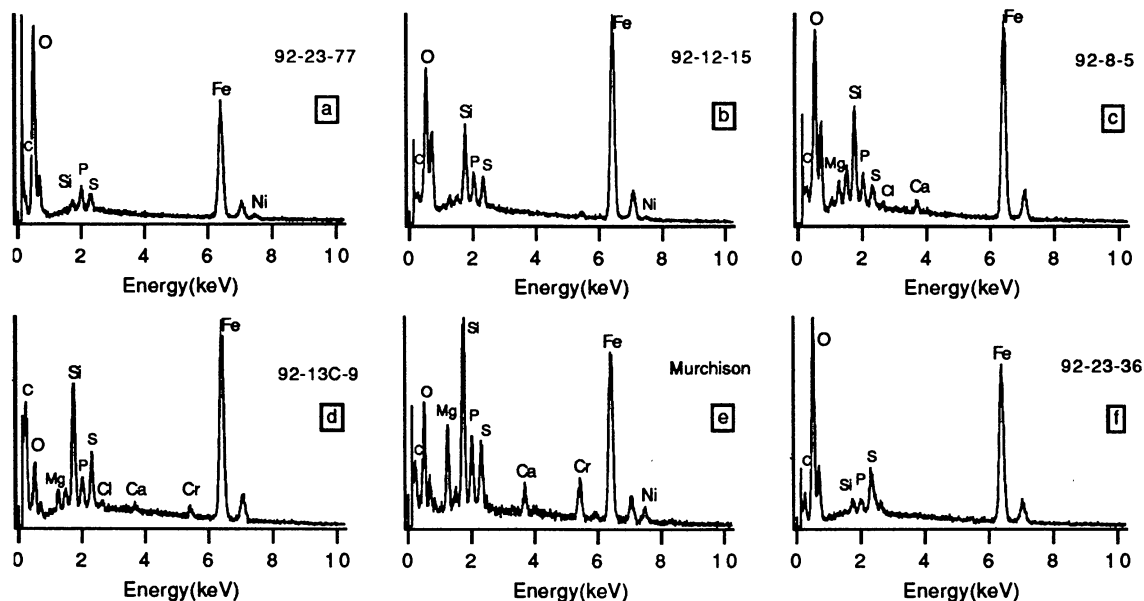 O
92-23-77
Fe
a
C
Si
P
S
Ni
0 2 4 6 8 10
Energy(keV)
Fe
O
92-12-15
Si
b
C
P
S
Ni
0 2 4 6 8 10
Energy(keV)
O
Fe
92-8-5
Si
c
C
Mg
P
S
Cl
Ca
0 2 4 6 8 10
Energy(keV)
Fe
92-13C-9
C
Si
d
O
Mg
P
S
Cl
Ca
Cr
0 2 4 6 8 10
Energy(keV)
Si
Fe
Murchison
O
Mg
e
C
P
S
Ca
Cr
Ni
0 2 4 6 8 10
Energy(keV)
O
92-23-36
Fe
f
C
Si
P
S
0 2 4 6 8 10
Energy(keV)